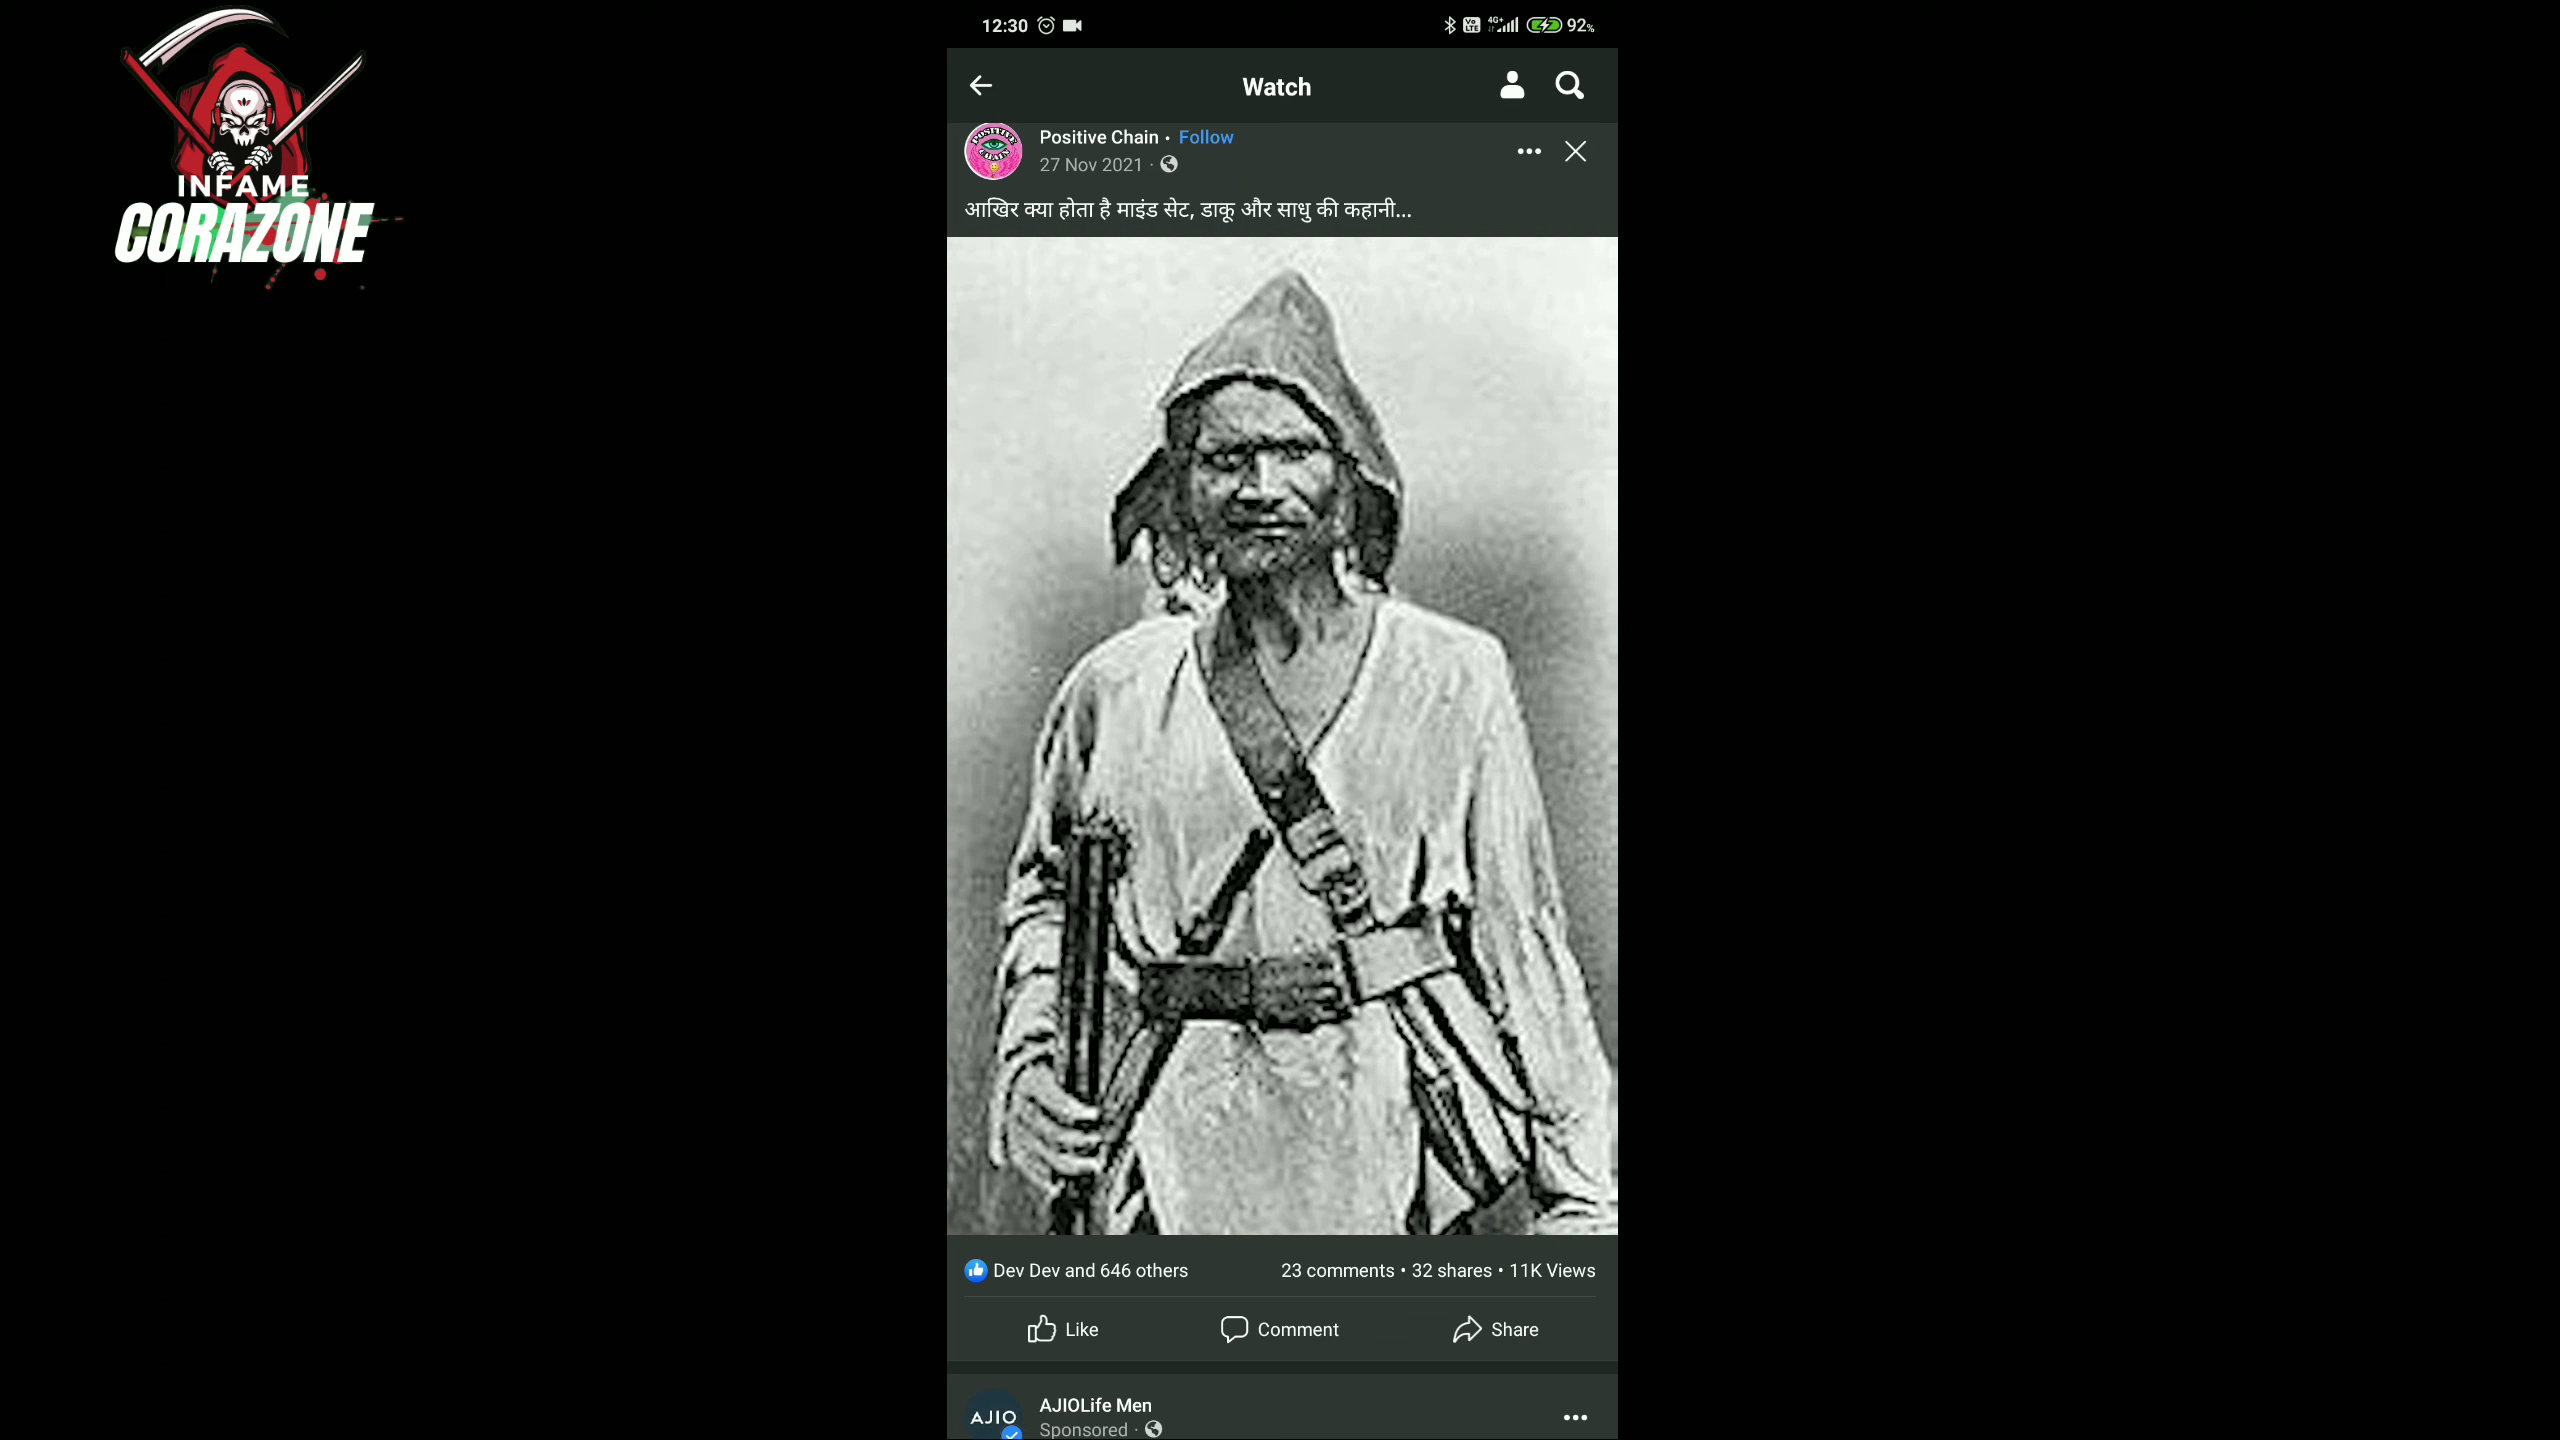 INFAME
CORAZONE
12:30 92%
Watch
Positive Chain • Follow
27 Nov 2021 ·
आखिर क्या होता है माइंड सेट, डाकू और साधु की कहानी...
Dev Dev and 646 others 23 comments • 32 shares • 11K Views
Like Comment Share
AJIO
AJIOLife Men
Sponsored ·